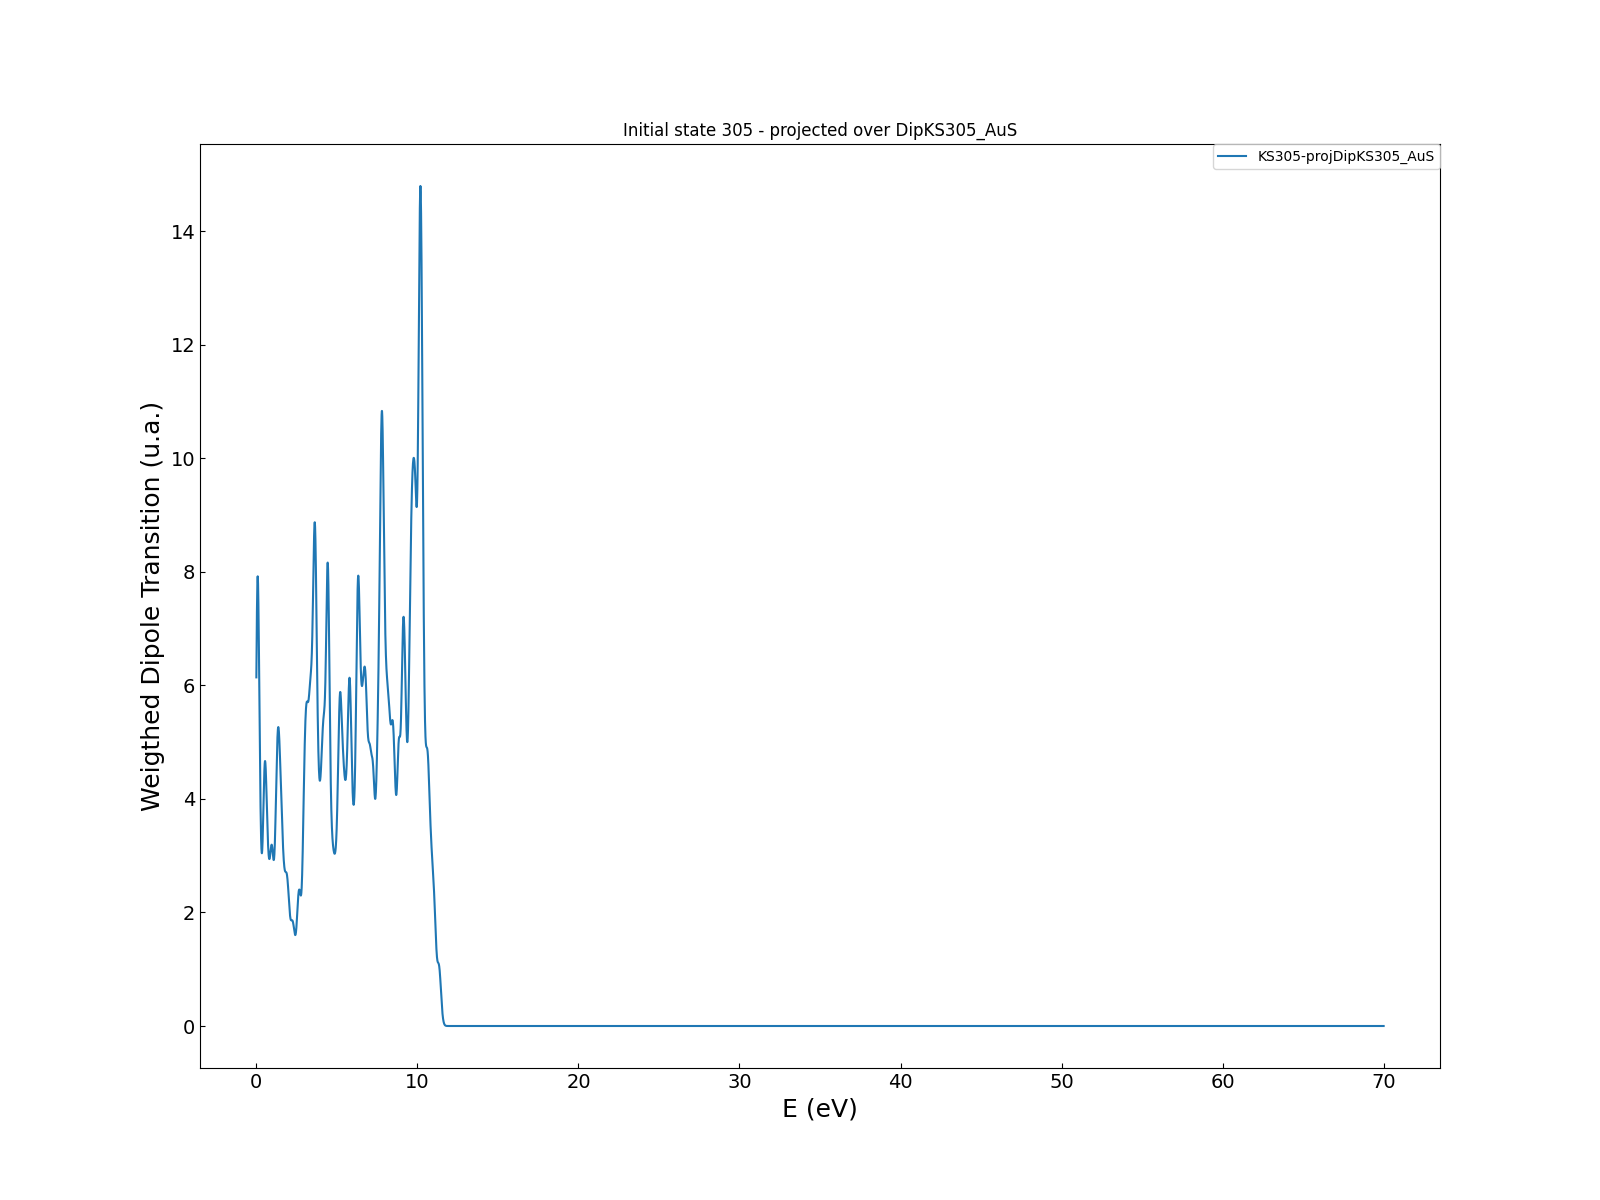 Initial state 305 - projected over DipKS305_AuS
KS305-projDipKS305_AuS
Weigthed Dipole Transition (u.a.)
14
12
10
8
6
4
2
0
0 10 20 30 40 50 60 70
E (eV)